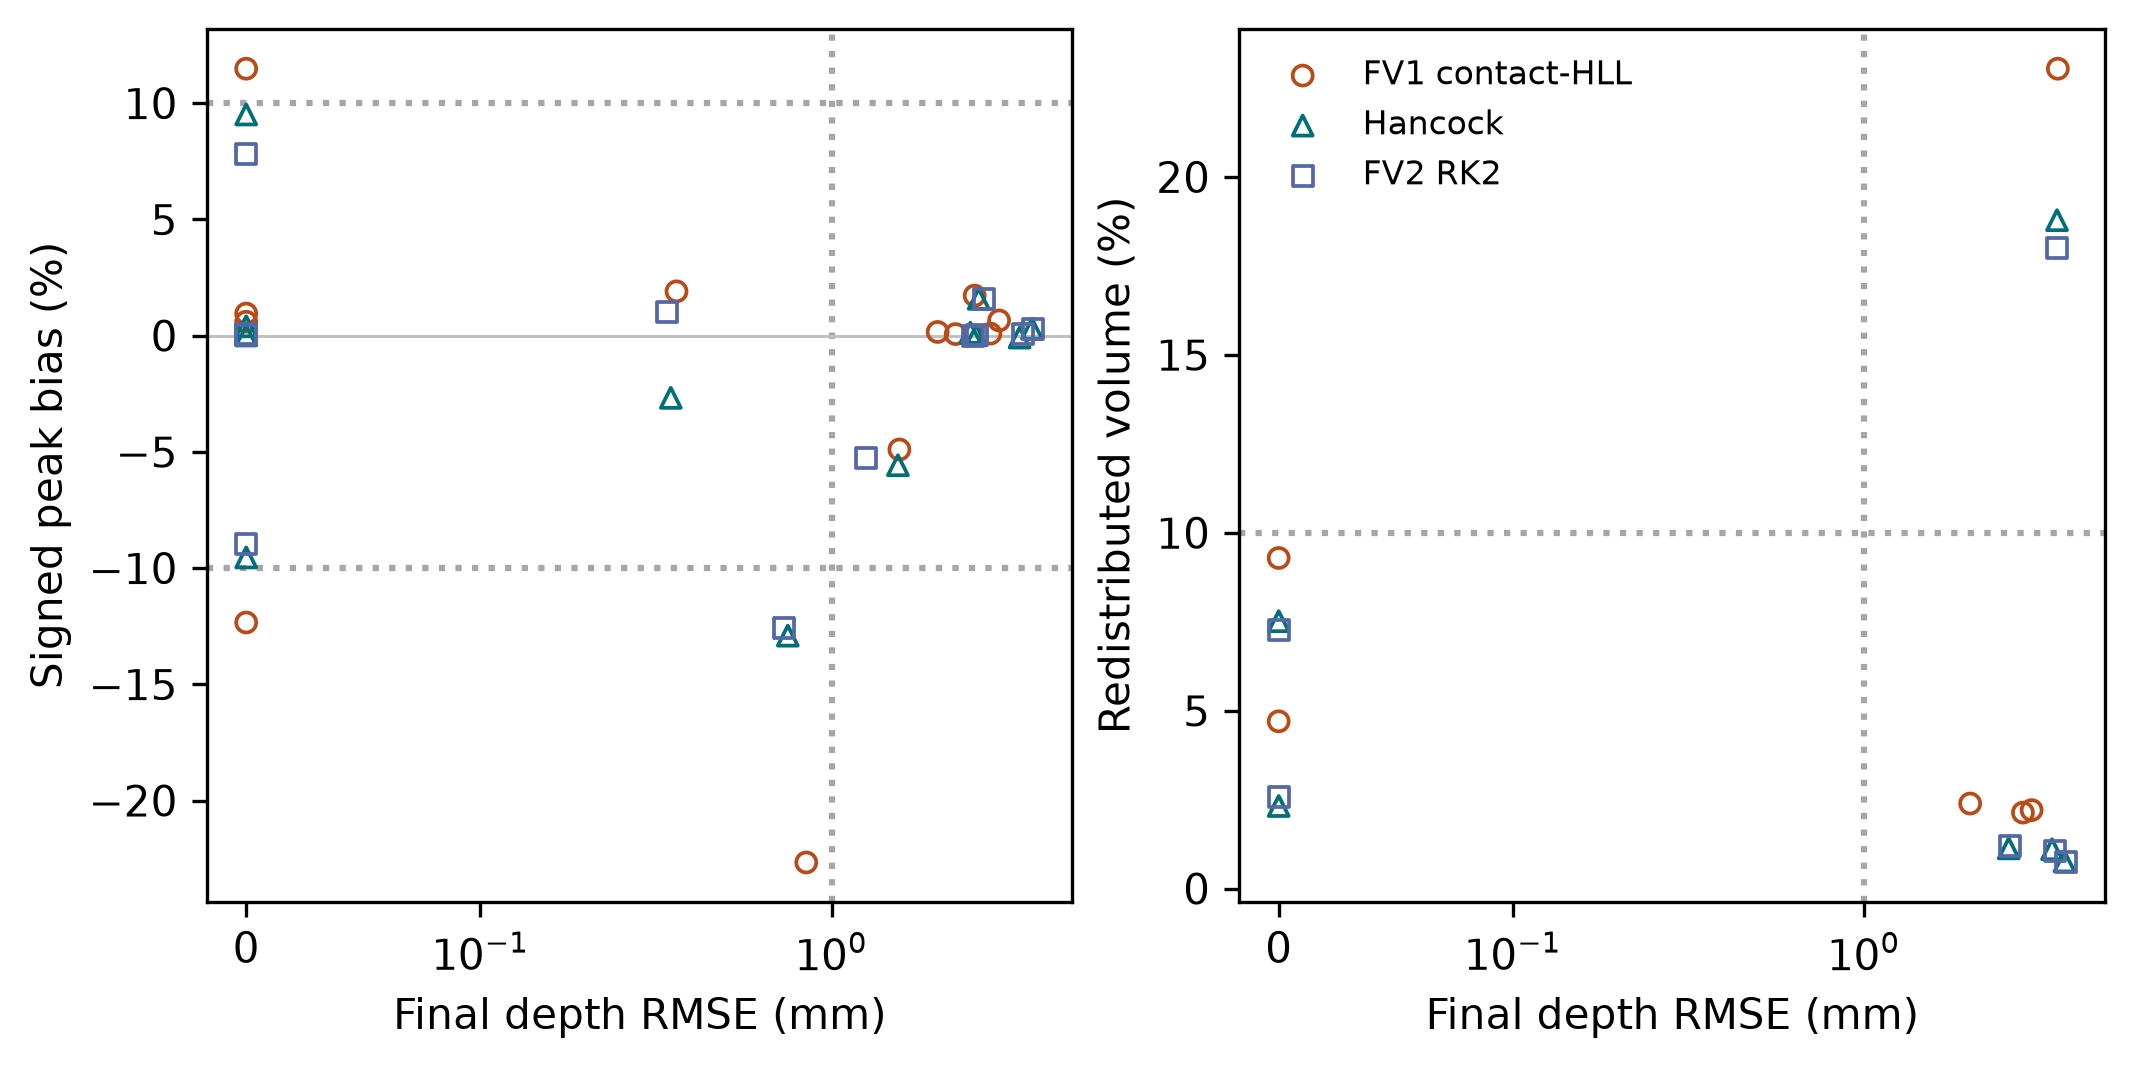 Signed peak bias (%)
10
5
0
−5
−10
−15
−20
0
10⁻¹
10⁰
Final depth RMSE (mm)
Redistributed volume (%)
20
15
10
5
0
FV1 contact-HLL
Hancock
FV2 RK2
0
10⁻¹
10⁰
Final depth RMSE (mm)